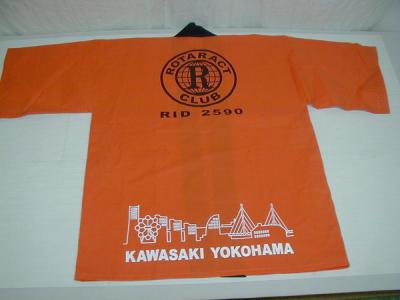 ROTARACT
R
CLUB
RID 2590
KAWASAKI YOKOHAMA